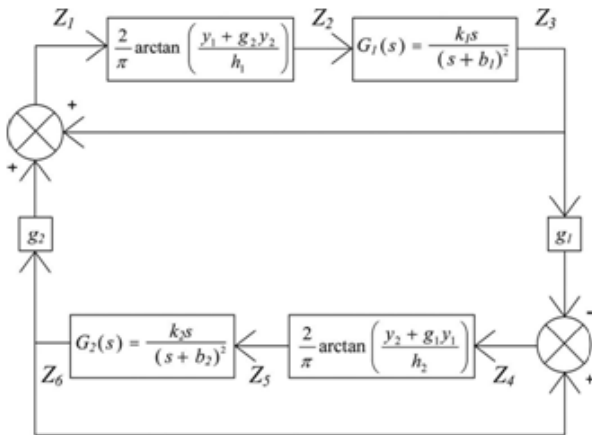 Z₁
Z₂
Z₃
2/π arctan ( (y₁ + g₂y₂) / h₁ )
G₁(s) = k₁s / (s + b₁)²
+
+
g₂
g₁
-
+
G₂(s) = k₂s / (s + b₂)²
2/π arctan ( (y₂ + g₁y₁) / h₂ )
Z₆
Z₅
Z₄